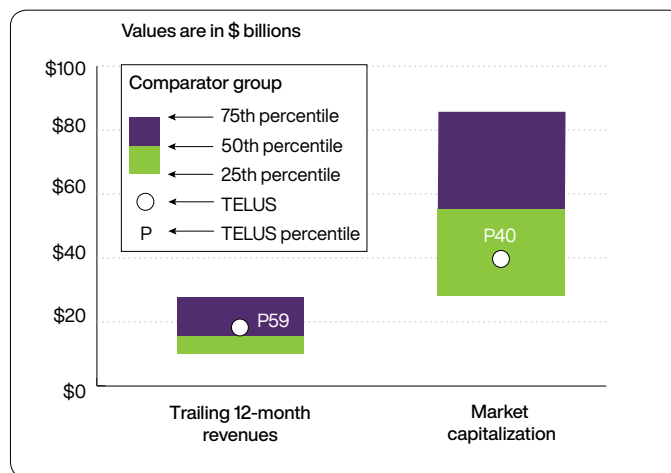 Values are in $ billions
$100
$80
$60
$40
$20
$0
Comparator group
75th percentile
50th percentile
25th percentile
TELUS
P TELUS percentile
P59
P40
Trailing 12-month
revenues
Market
capitalization